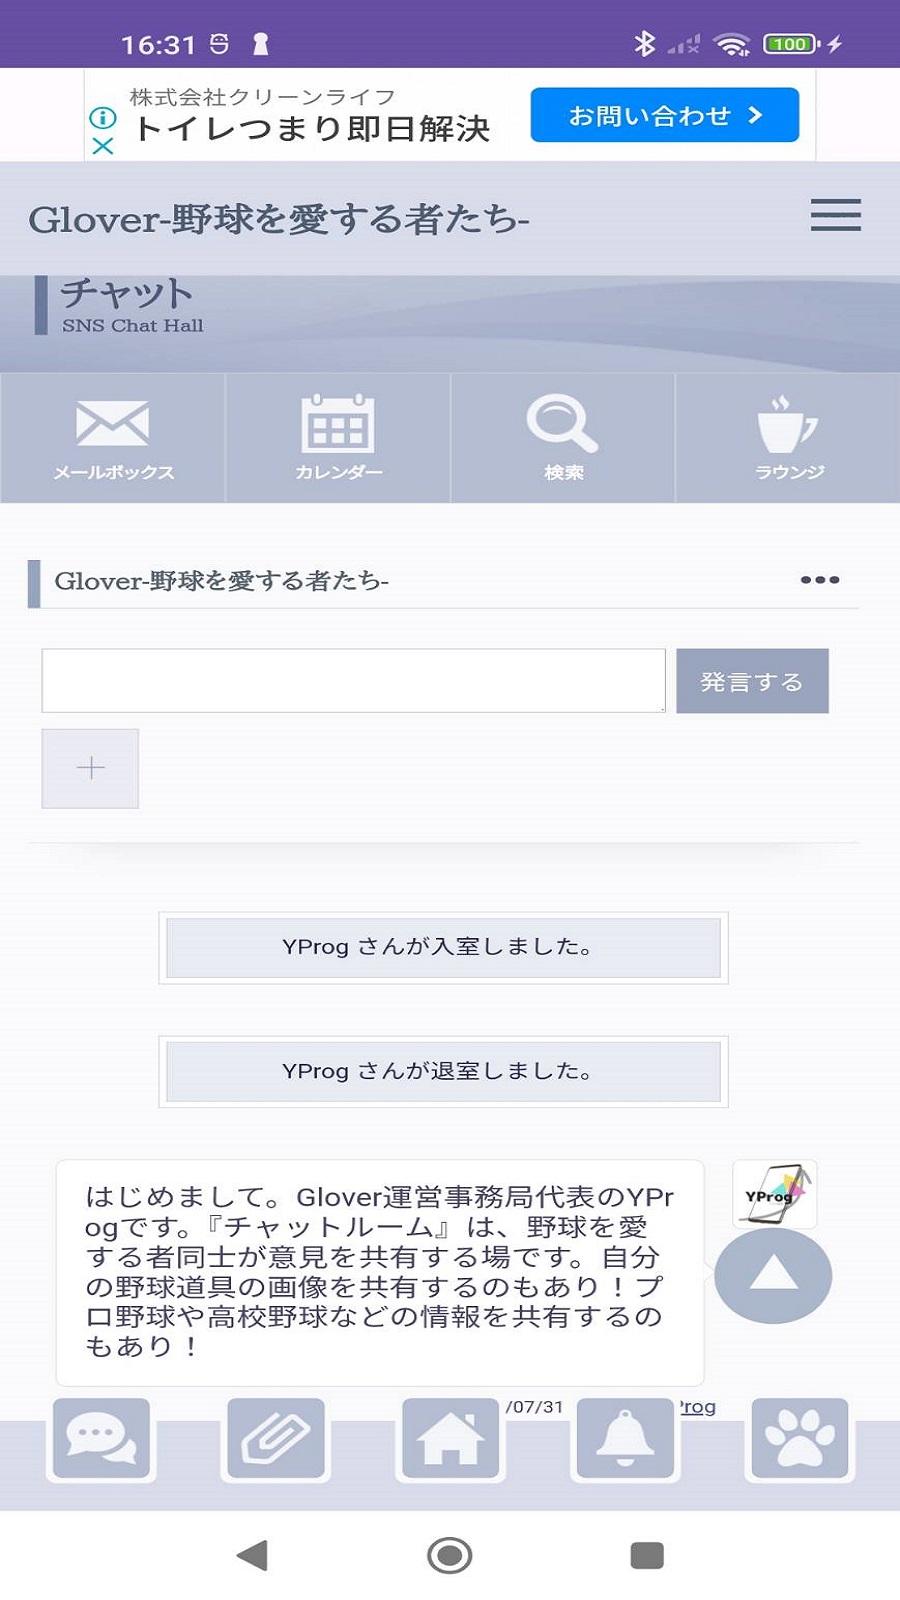 16:31
100
株式会社クリーンライフ
トイレつまり即日解決
お問い合わせ
Glover-野球を愛する者たち-
チャット
SNS Chat Hall
メールボックス
カレンダー
検索
ラウンジ
Glover-野球を愛する者たち-
発言する
YProg さんが入室しました。
YProg さんが退室しました。
はじめまして。Glover運営事務局代表のYPr
ogです。『チャットルーム』は、野球を愛
する者同士が意見を共有する場です。自分
の野球道具の画像を共有するのもあり！プ
ロ野球や高校野球などの情報を共有するの
もあり！
YProg
/07/31
Prog